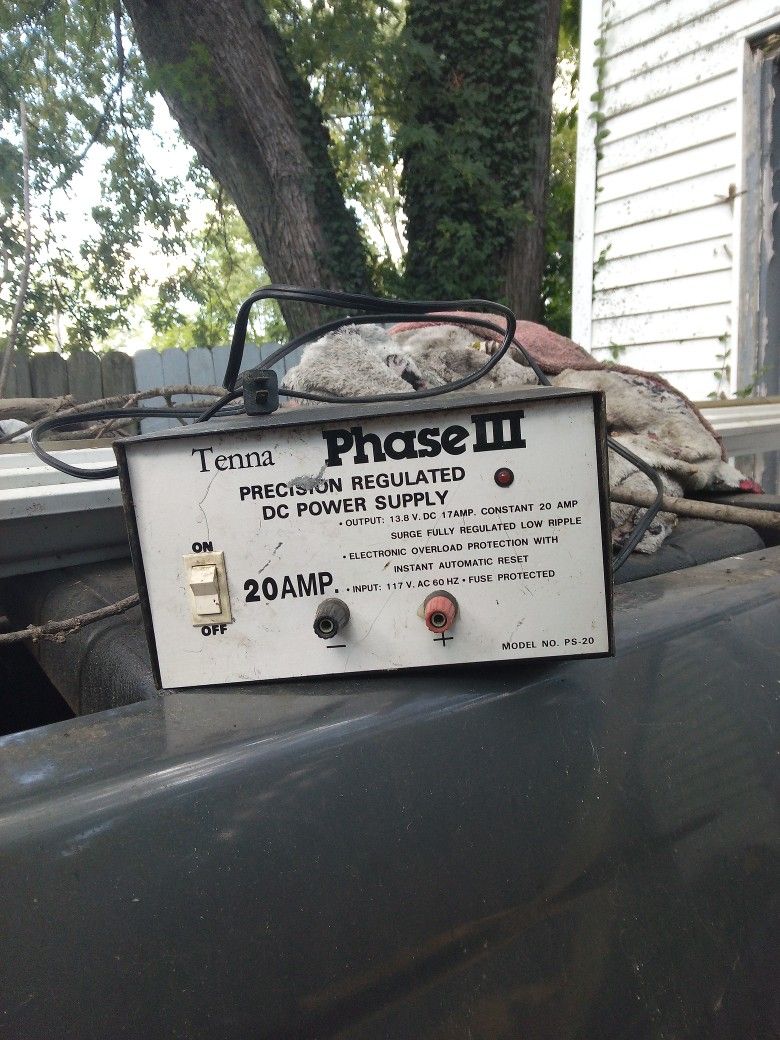 Tenna Phase III
PRECISION REGULATED
DC POWER SUPPLY
• OUTPUT: 13.8 V. DC 17AMP. CONSTANT 20 AMP
SURGE FULLY REGULATED LOW RIPPLE
• ELECTRONIC OVERLOAD PROTECTION WITH
INSTANT AUTOMATIC RESET
20 AMP. • INPUT: 117 V. AC 60 HZ • FUSE PROTECTED
ON
OFF
− +
MODEL NO. PS-20